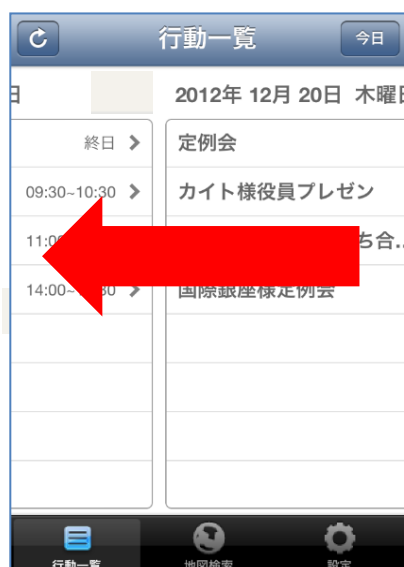 行動一覧
今日
日
2012年 12月 20日 木曜日
終日
定例会
09:30~10:30
カイト様役員プレゼン
11:0
ち合...
14:00~
30
国際銀座様定例会
行動一覧
地図検索
設定